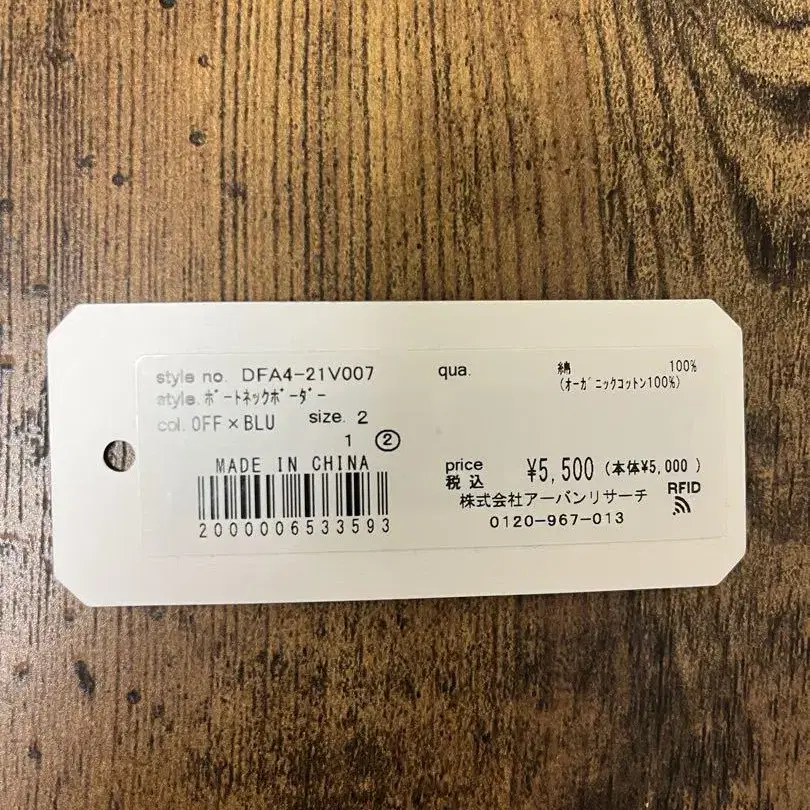 style no. DFA4-21V007
style. ﾎﾞｰﾄﾈｯｸﾎﾞｰﾀﾞｰ
col. OFF×BLU size. 2
1 ②
MADE IN CHINA
2000006533593
qua. 綿 100%
(ｵｰｶﾞﾆｯｸｺｯﾄﾝ100%)
price
税込 ¥5,500 (本体¥5,000 )
株式会社アーバンリサーチ
0120-967-013
RFID